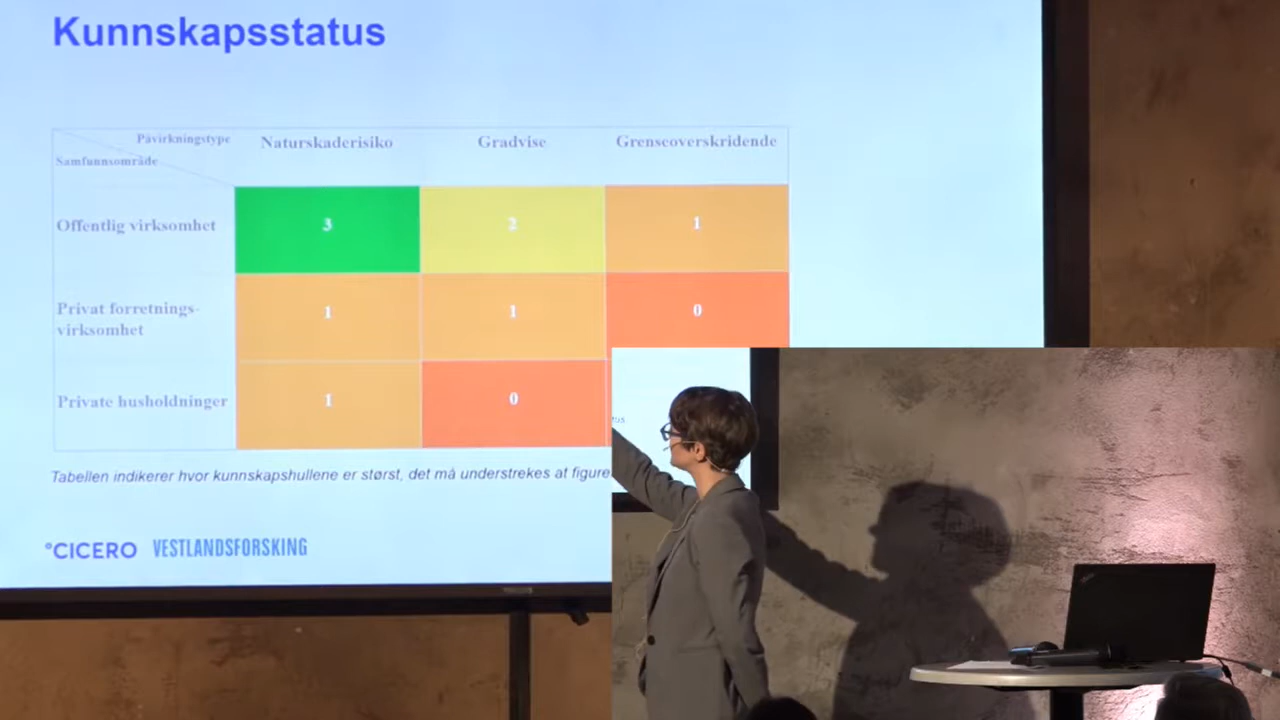 Kunnskapsstatus
Påvirkningstype
Samfunnsområde
Naturskaderisiko
Gradvise
Grenseoverskridende
Offentlig virksomhet
3
2
1
Privat forretnings-
virksomhet
1
1
0
Private husholdninger
1
0
Tabellen indikerer hvor kunnskapshullene er størst, det må understrekes at figure
°CICERO VESTLANDSFORSKING